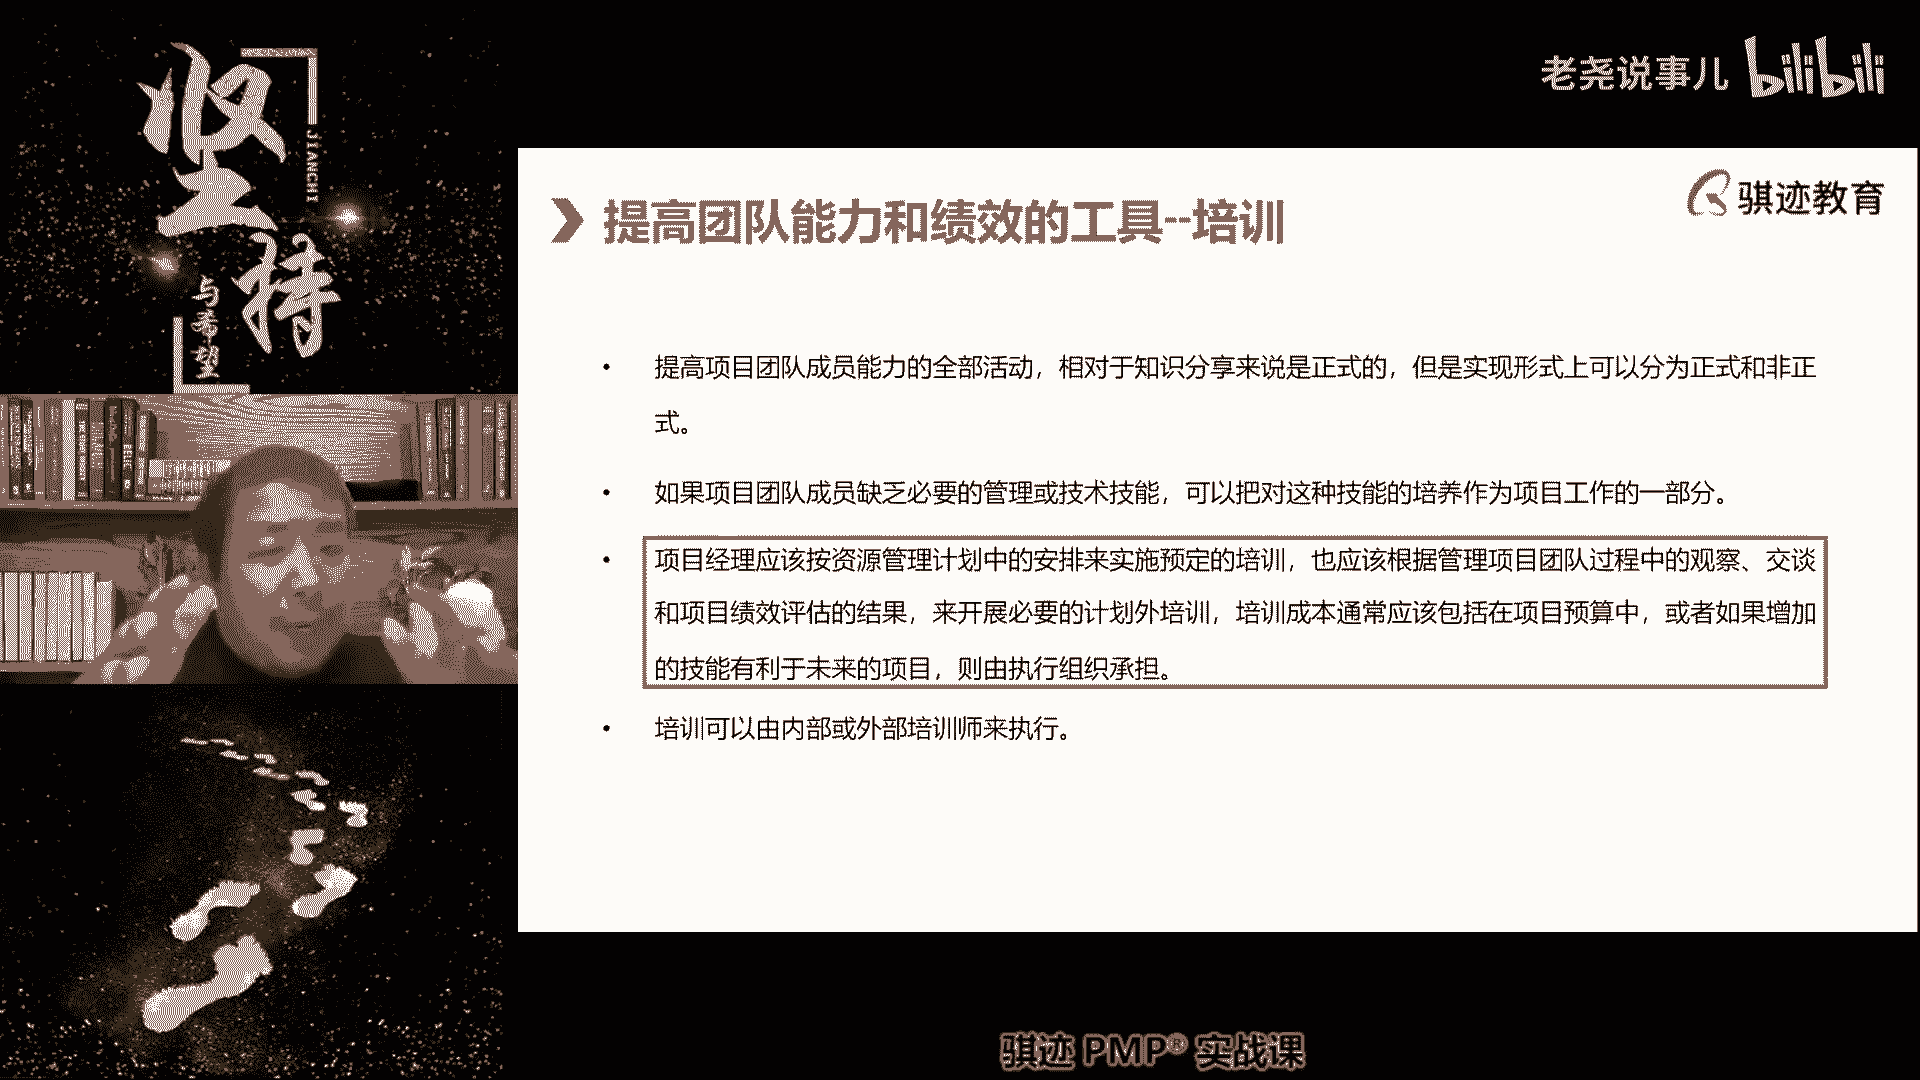 坚持
JIANCHI
与希望
老尧说事儿 bilibili
骐迹教育
提高团队能力和绩效的工具--培训
• 提高项目团队成员能力的全部活动，相对于知识分享来说是正式的，但是实现形式上可以分为正式和非正
式。
• 如果项目团队成员缺乏必要的管理或技术技能，可以把对这种技能的培养作为项目工作的一部分。
• 项目经理应该按资源管理计划中的安排来实施预定的培训，也应该根据管理项目团队过程中的观察、交谈
和项目绩效评估的结果，来开展必要的计划外培训，培训成本通常应该包括在项目预算中，或者如果增加
的技能有利于未来的项目，则由执行组织承担。
• 培训可以由内部或外部培训师来执行。
骐迹 PMP® 实战课